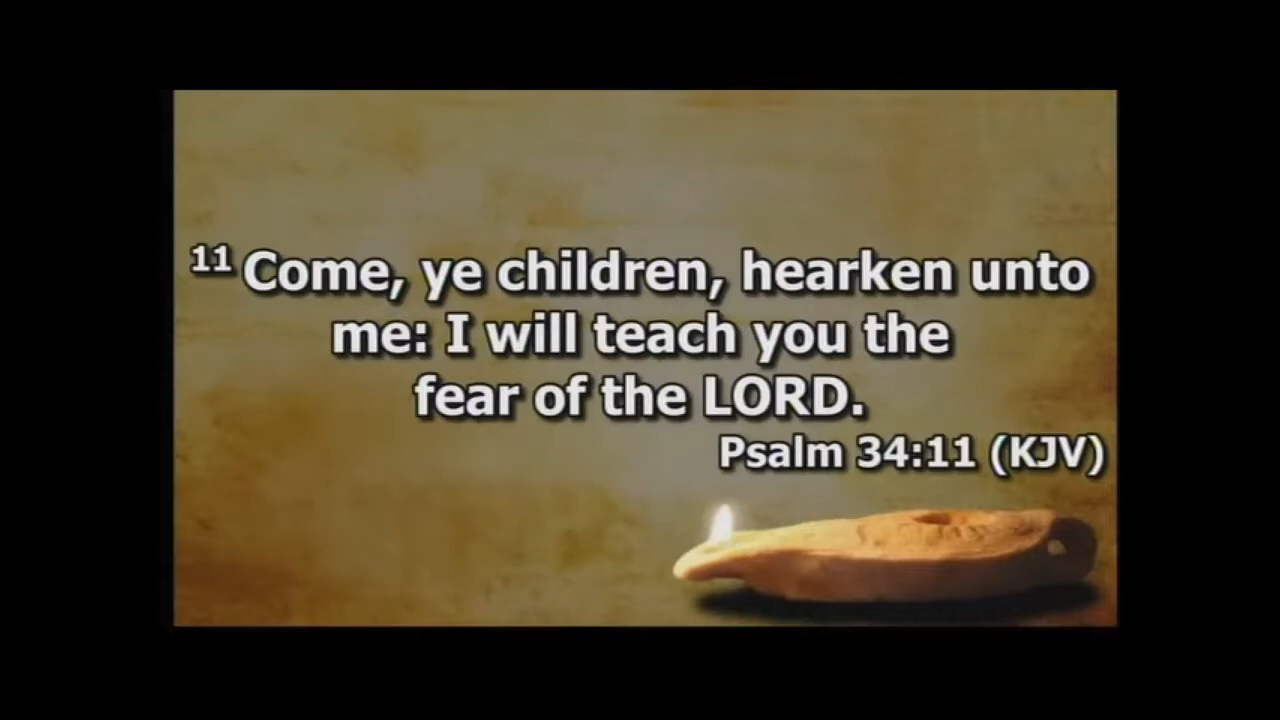 11 Come, ye children, hearken unto
me: I will teach you the
fear of the LORD.
Psalm 34:11 (KJV)